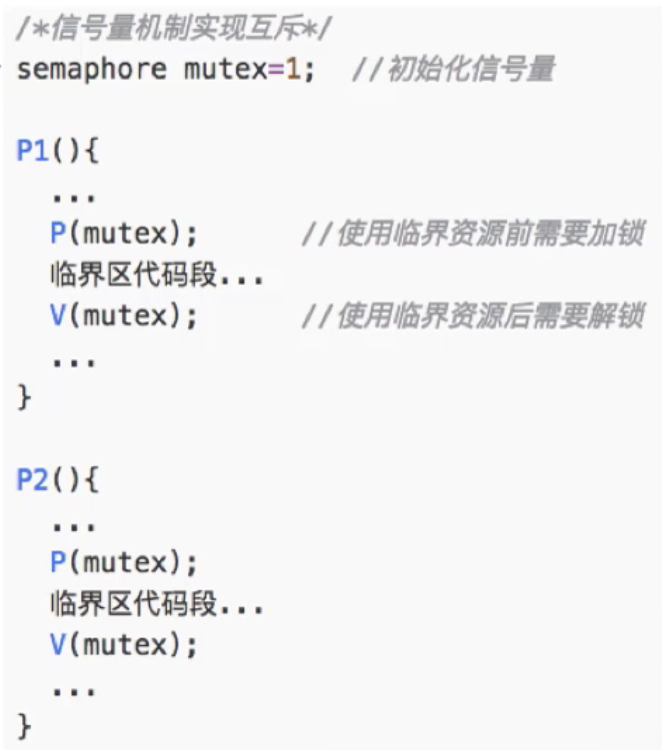 /*信号量机制实现互斥*/
semaphore mutex=1; //初始化信号量
P1(){
...
P(mutex); //使用临界资源前需要加锁
临界区代码段...
V(mutex); //使用临界资源后需要解锁
...
}
P2(){
...
P(mutex);
临界区代码段...
V(mutex);
...
}